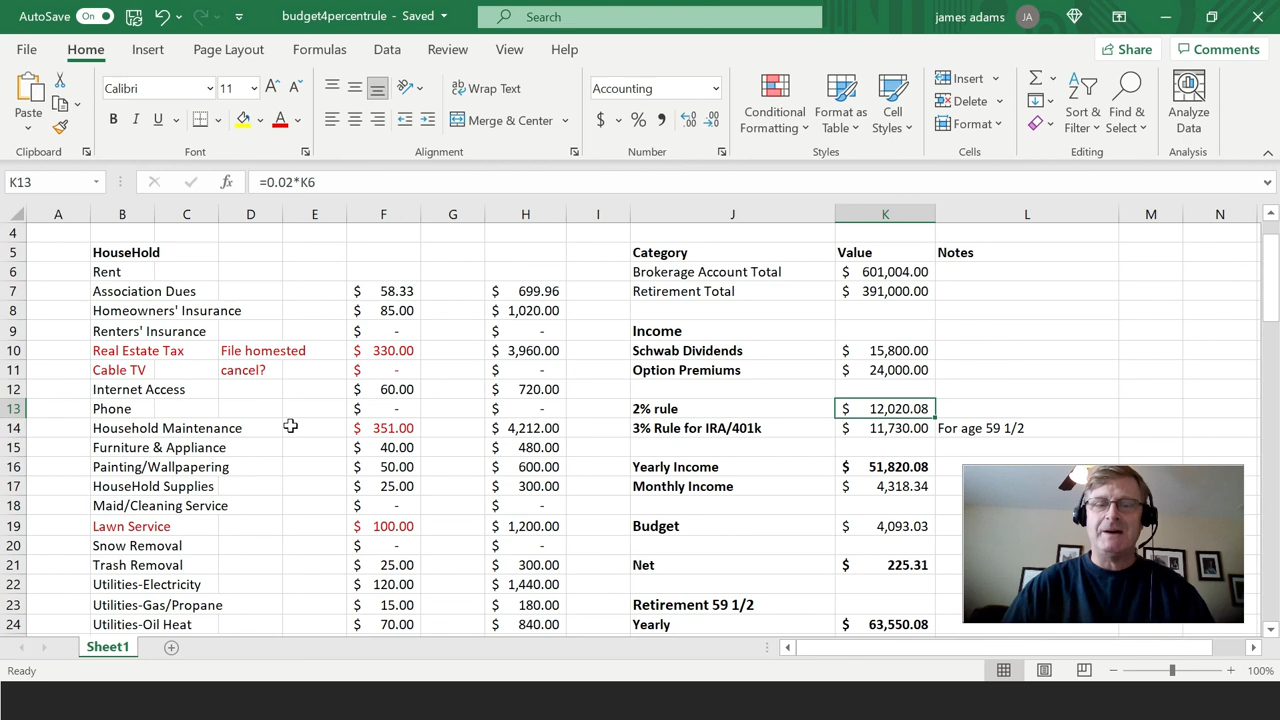 AutoSave On budget4percentrule - Saved Search james adams JA
File Home Insert Page Layout Formulas Data Review View Help Share Comments
Paste Calibri 11 Wrap Text Accounting Conditional Formatting Format as Table Cell Styles Insert Sort & Filter Find & Select Analyze Data
B I U A Merge & Center $ % Delete
Format
Clipboard Font Alignment Number Styles Cells Editing Analysis
K13 fx =0.02*K6
A B C D E F G H I J K L M N
4
5 HouseHold Category Value Notes
6 Rent Brokerage Account Total $ 601,004.00
7 Association Dues $ 58.33 $ 699.96 Retirement Total $ 391,000.00
8 Homeowners' Insurance $ 85.00 $ 1,020.00
9 Renters' Insurance $ - $ - Income
10 Real Estate Tax File homested $ 330.00 $ 3,960.00 Schwab Dividends $ 15,800.00
11 Cable TV cancel? $ - $ - Option Premiums $ 24,000.00
12 Internet Access $ 60.00 $ 720.00
13 Phone $ - $ - 2% rule $ 12,020.08
14 Household Maintenance $ 351.00 $ 4,212.00 3% Rule for IRA/401k $ 11,730.00 For age 59 1/2
15 Furniture & Appliance $ 40.00 $ 480.00
16 Painting/Wallpapering $ 50.00 $ 600.00 Yearly Income $ 51,820.08
17 HouseHold Supplies $ 25.00 $ 300.00 Monthly Income $ 4,318.34
18 Maid/Cleaning Service $ - $ -
19 Lawn Service $ 100.00 $ 1,200.00 Budget $ 4,093.03
20 Snow Removal $ - $ -
21 Trash Removal $ 25.00 $ 300.00 Net $ 225.31
22 Utilities-Electricity $ 120.00 $ 1,440.00
23 Utilities-Gas/Propane $ 15.00 $ 180.00 Retirement 59 1/2
24 Utilities-Oil Heat $ 70.00 $ 840.00 Yearly $ 63,550.08
Sheet1
Ready 100%